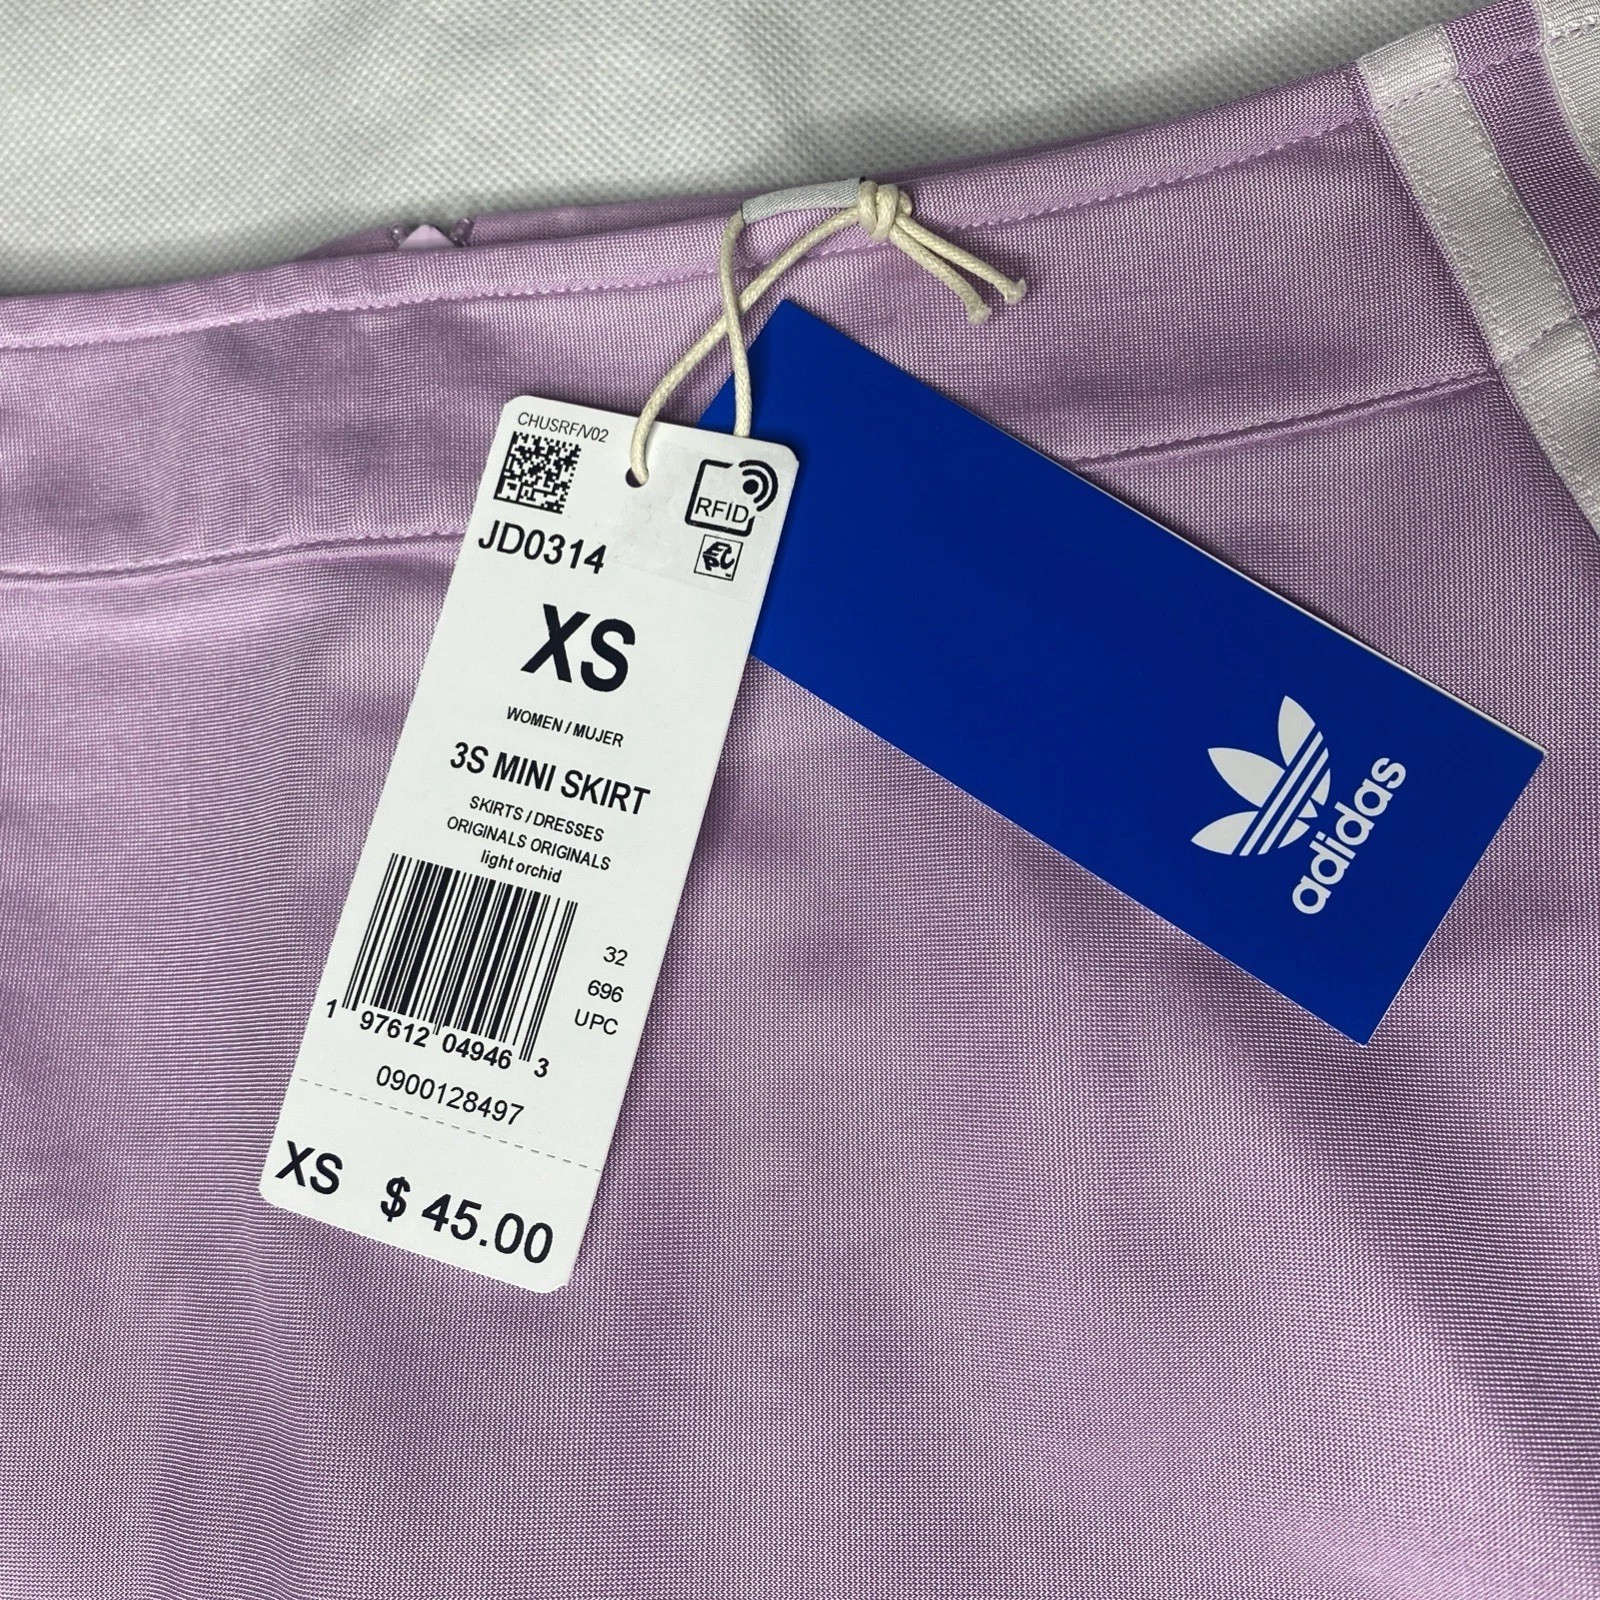 CHUSRF/V02
RFID
JD0314
EPC
XS
WOMEN / MUJER
3S MINI SKIRT
SKIRTS / DRESSES
ORIGINALS ORIGINALS
light orchid
32
696
UPC
1 97612 04946 3
0900128497
XS $ 45.00
adidas